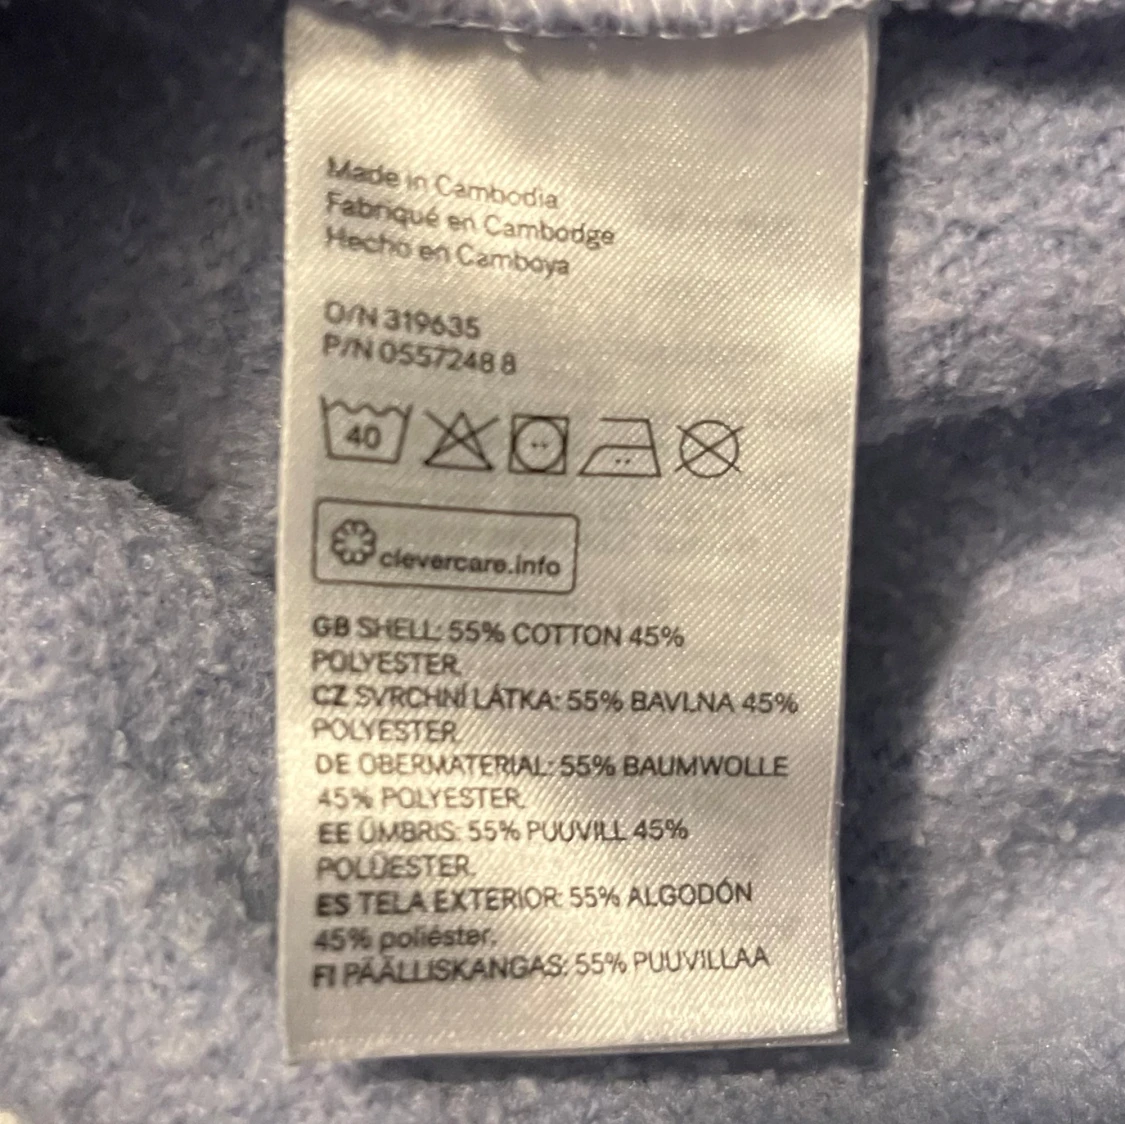 Made in Cambodia
Fabriqué en Cambodge
Hecho en Camboya
O/N 319635
P/N 0557248 8
40
clevercare.info
GB SHELL: 55% COTTON 45%
POLYESTER.
CZ SVRCHNÍ LÁTKA: 55% BAVLNA 45%
POLYESTER.
DE OBERMATERIAL: 55% BAUMWOLLE
45% POLYESTER.
EE ÜMBRIS: 55% PUUVILL 45%
POLÜESTER.
ES TELA EXTERIOR: 55% ALGODÓN
45% poliéster.
FI PÄÄLLISKANGAS: 55% PUUVILLAA